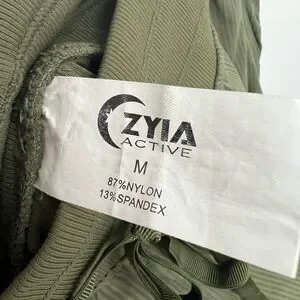 ZYIA
ACTIVE
M
87%NYLON
13%SPANDEX